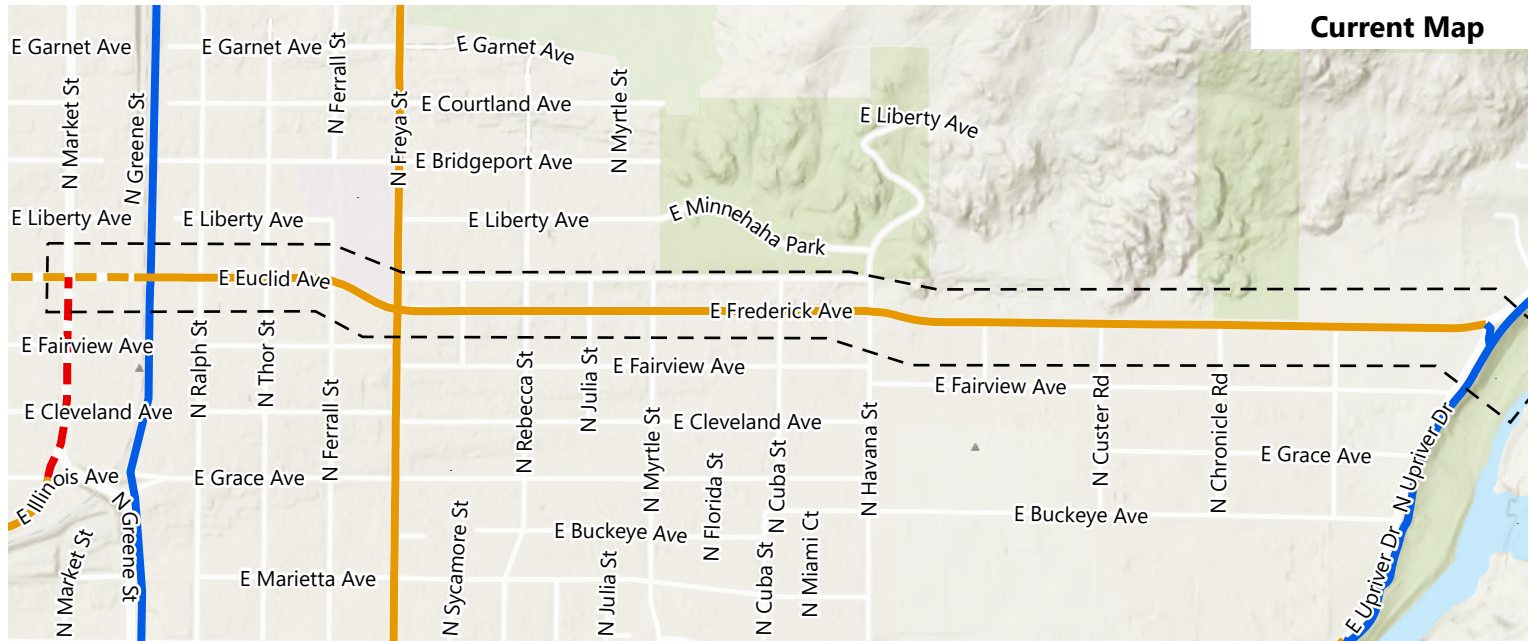 Current Map
E Garnet Ave
E Garnet Ave
E Garnet Ave
N Market St
N Greene St
N Ferrall St
N Freya St
E Courtland Ave
N Myrtle St
E Liberty Ave
E Bridgeport Ave
E Liberty Ave
E Liberty Ave
E Liberty Ave
E Minnehaha Park
E Euclid Ave
E Frederick Ave
E Fairview Ave
N Ralph St
N Thor St
N Ferrall St
N Rebecca St
N Julia St
E Fairview Ave
E Fairview Ave
N Custer Rd
N Chronicle Rd
E Cleveland Ave
N Myrtle St
E Cleveland Ave
N Florida St
N Cuba St
N Havana St
E Illinois Ave
E Grace Ave
E Grace Ave
N Upriver Dr
N Greene St
N Market St
N Sycamore St
E Buckeye Ave
E Buckeye Ave
N Julia St
N Cuba St
N Miami Ct
E Marietta Ave
E Upriver Dr